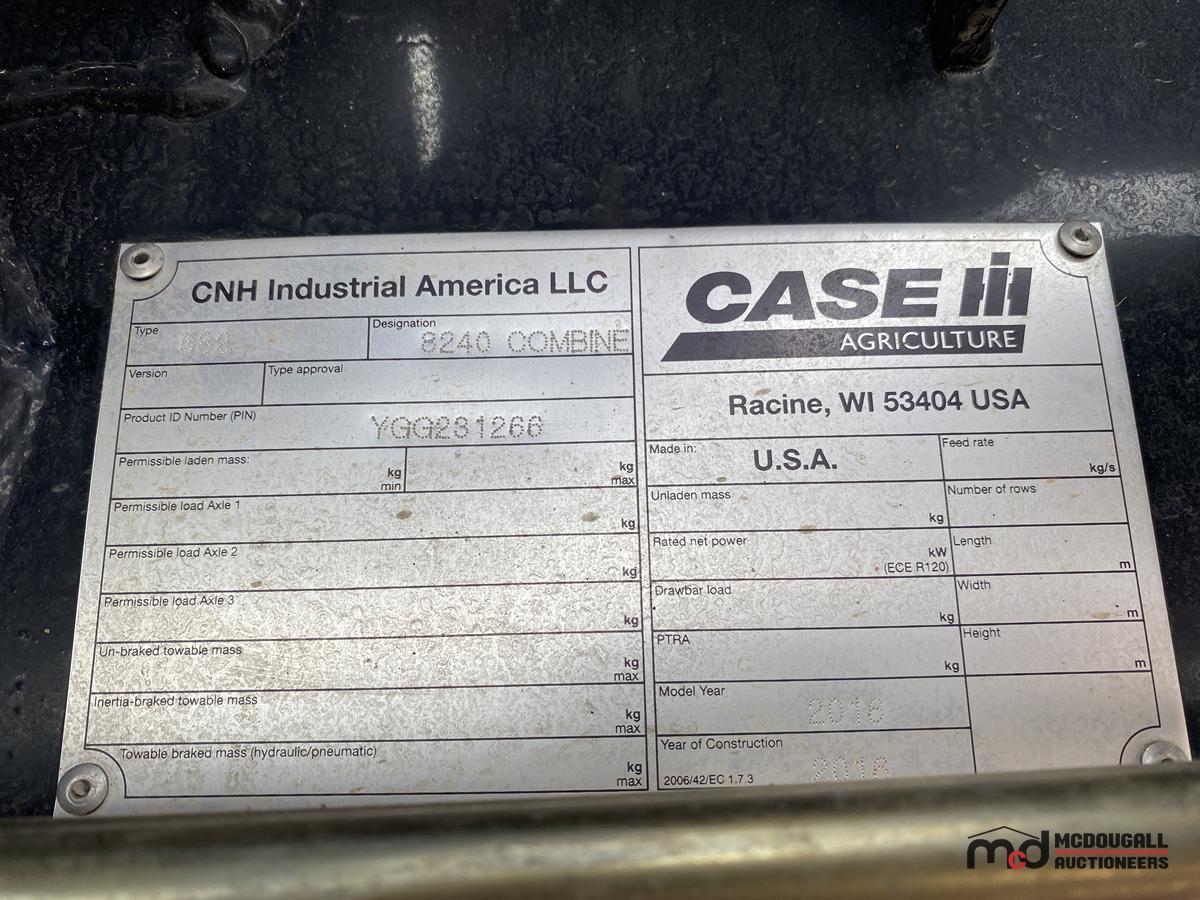 CNH Industrial America LLC
Type
Designation
8240 COMBINE
Version
Type approval
Product ID Number (PIN)
YGG231266
Permissible laden mass:
kg
min
kg
max
Permissible load Axle 1
kg
Permissible load Axle 2
kg
Permissible load Axle 3
kg
Un-braked towable mass
kg
max
Inertia-braked towable mass
kg
max
Towable braked mass (hydraulic/pneumatic)
kg
max
CASE IH
AGRICULTURE
Racine, WI 53404 USA
Made in:
U.S.A.
Feed rate
kg/s
Unladen mass
kg
Number of rows
Rated net power
kW
(ECE R120)
Length
m
Drawbar load
kg
Width
m
PTRA
kg
Height
m
Model Year
2016
Year of Construction
2006/42/EC 1.7.3
mcd MCDOUGALL
AUCTIONEERS